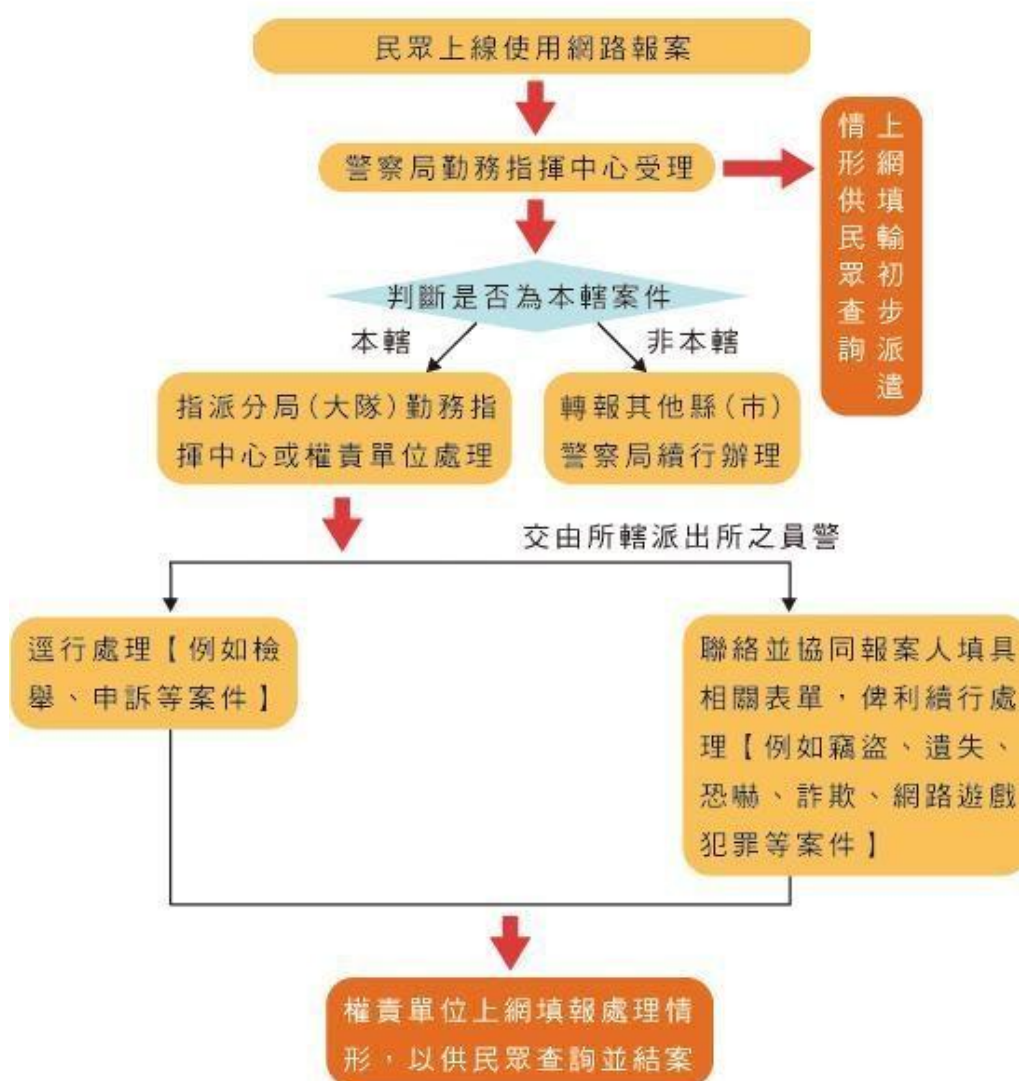 民眾上線使用網路報案
警察局勤務指揮中心受理
上網填輸初步派遣
情形供民眾查詢
判斷是否為本轄案件
本轄
非本轄
指派分局(大隊)勤務指
揮中心或權責單位處理
轉報其他縣(市)
警察局續行辦理
交由所轄派出所之員警
逕行處理【例如檢
舉、申訴等案件】
聯絡並協同報案人填具
相關表單，俾利續行處
理【例如竊盜、遺失、
恐嚇、詐欺、網路遊戲
犯罪等案件】
權責單位上網填報處理情
形，以供民眾查詢並結案